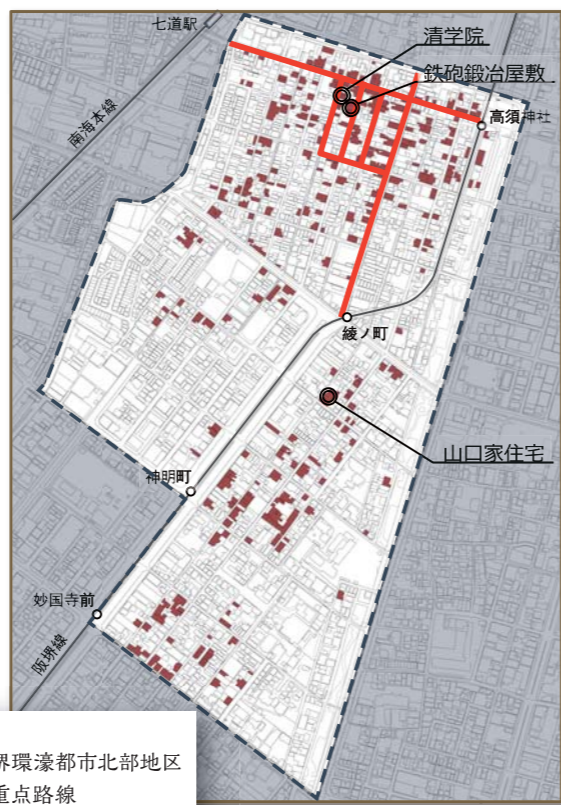 七道駅
清学院
鉄砲鍛冶屋敷
南海本線
高須神社
綾ノ町
山口家住宅
神明町
妙国寺前
阪堺線
堺環濠都市北部地区
重点路線